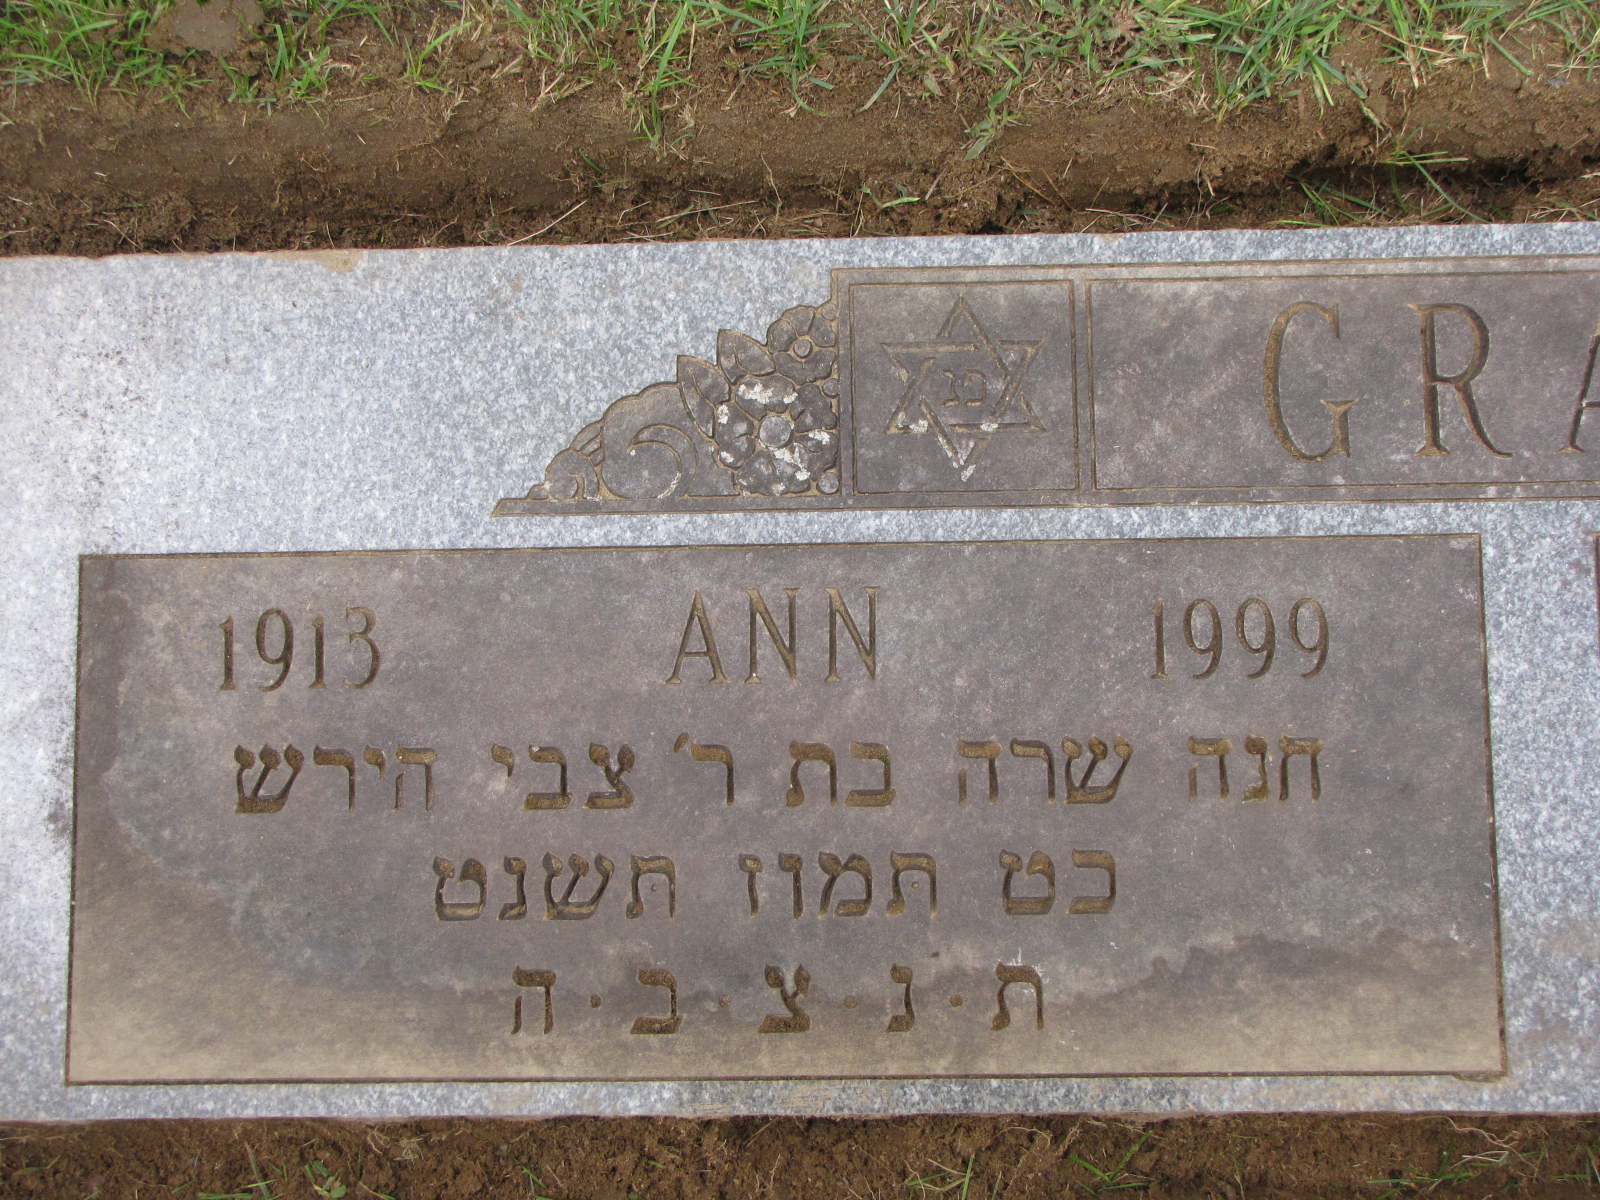 GRA
1913 ANN 1999
חנה שרה בת ר' צבי הירש
כט תמוז תשנט
ת·נ·צ·ב·ה